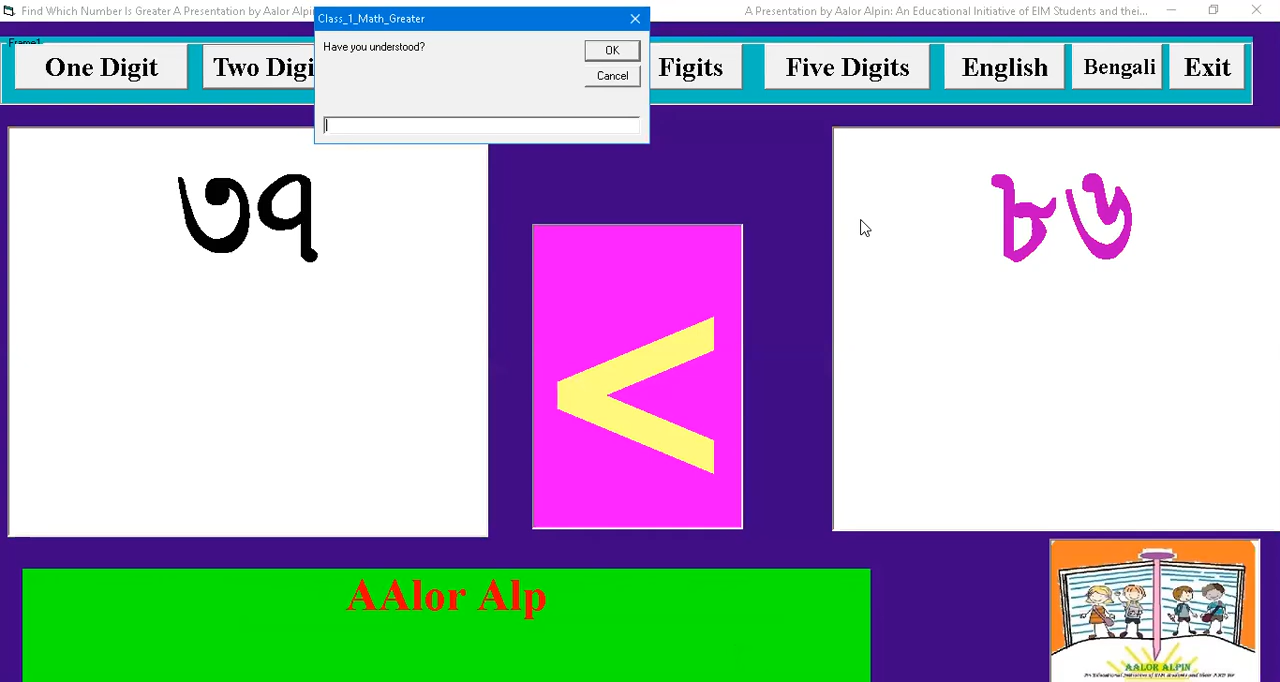 Find Which Number Is Greater A Presentation by Aalor Alpin
A Presentation by Aalor Alpin: An Educational Initiative of EIM Students and thei...
Class_1_Math_Greater
Have you understood?
OK
Cancel
Frame1
One Digit
Two Digi
Figits
Five Digits
English
Bengali
Exit
৩৭
<
৮৬
AAlor Alp
AALOR ALPIN